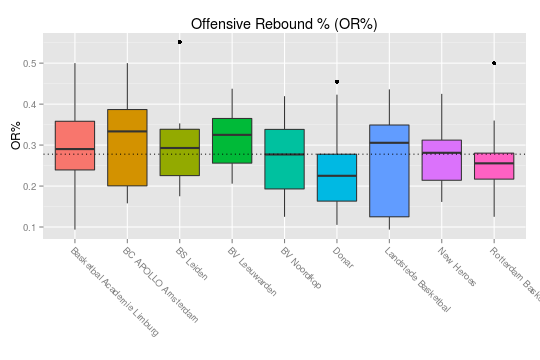 Offensive Rebound % (OR%)
OR%
0.5
0.4
0.3
0.2
0.1
Basketbal Academie Limburg
BC APOLLO Amsterdam
BS Leiden
BV Leeuwarden
BV Noordkop
Donar
Landstede Basketbal
New Heroes
Rotterdam Bask